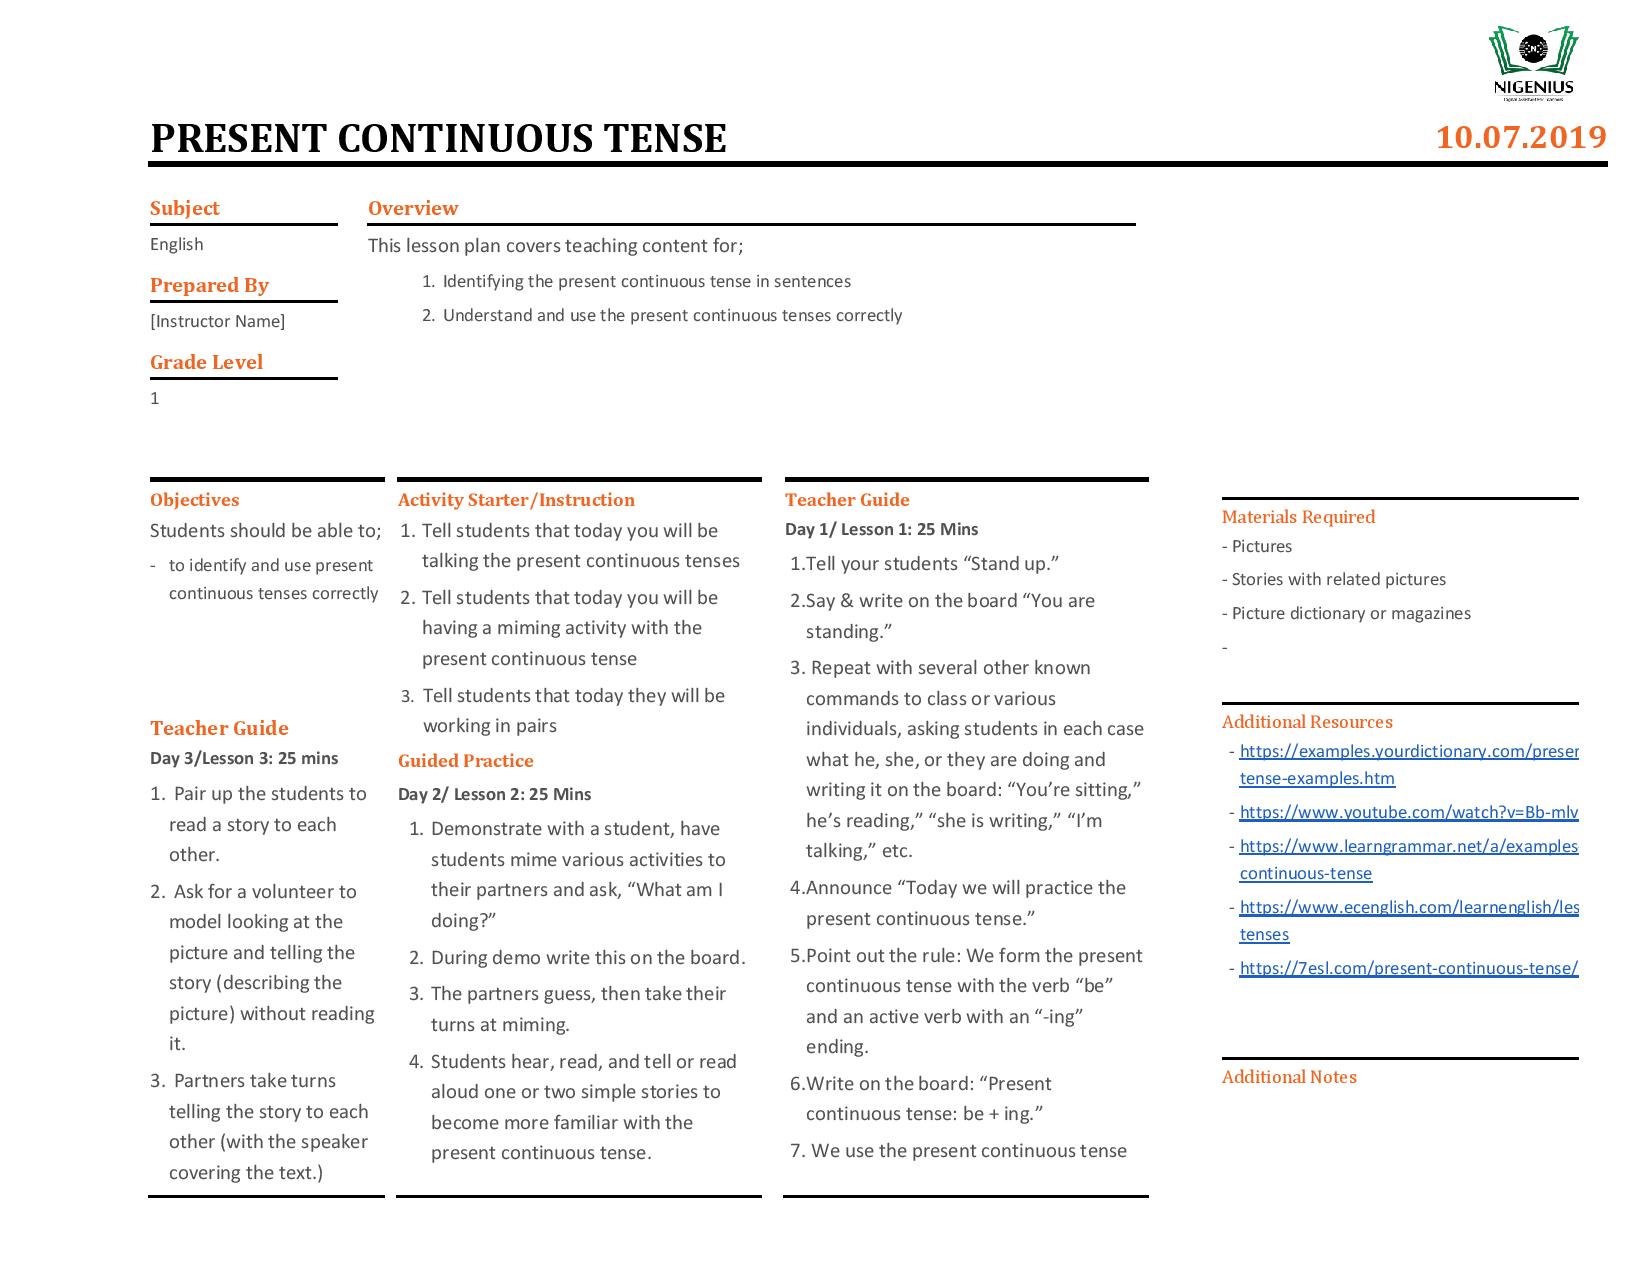 NIGENIUS
PRESENT CONTINUOUS TENSE
10.07.2019
Subject
English
Prepared By
[Instructor Name]
Grade Level
1
Overview
This lesson plan covers teaching content for;
1. Identifying the present continuous tense in sentences
2. Understand and use the present continuous tenses correctly
Objectives
Students should be able to;
- to identify and use present
continuous tenses correctly
Teacher Guide
Day 3/Lesson 3: 25 mins
1. Pair up the students to
read a story to each
other.
2. Ask for a volunteer to
model looking at the
picture and telling the
story (describing the
picture) without reading
it.
3. Partners take turns
telling the story to each
other (with the speaker
covering the text.)
Activity Starter/Instruction
1. Tell students that today you will be
talking the present continuous tenses
2. Tell students that today you will be
having a miming activity with the
present continuous tense
3. Tell students that today they will be
working in pairs
Guided Practice
Day 2/ Lesson 2: 25 Mins
1. Demonstrate with a student, have
students mime various activities to
their partners and ask, “What am I
doing?”
2. During demo write this on the board.
3. The partners guess, then take their
turns at miming.
4. Students hear, read, and tell or read
aloud one or two simple stories to
become more familiar with the
present continuous tense.
Teacher Guide
Day 1/ Lesson 1: 25 Mins
1.Tell your students “Stand up.”
2.Say & write on the board “You are
standing.”
3. Repeat with several other known
commands to class or various
individuals, asking students in each case
what he, she, or they are doing and
writing it on the board: “You’re sitting,”
he’s reading,” “she is writing,” “I’m
talking,” etc.
4.Announce “Today we will practice the
present continuous tense.”
5.Point out the rule: We form the present
continuous tense with the verb “be”
and an active verb with an “-ing”
ending.
6.Write on the board: “Present
continuous tense: be + ing.”
7. We use the present continuous tense
Materials Required
- Pictures
- Stories with related pictures
- Picture dictionary or magazines
-
Additional Resources
- https://examples.yourdictionary.com/presen
tense-examples.htm
- https://www.youtube.com/watch?v=Bb-mlv
- https://www.learngrammar.net/a/examples
continuous-tense
- https://www.ecenglish.com/learnenglish/les
tenses
- https://7esl.com/present-continuous-tense/
Additional Notes